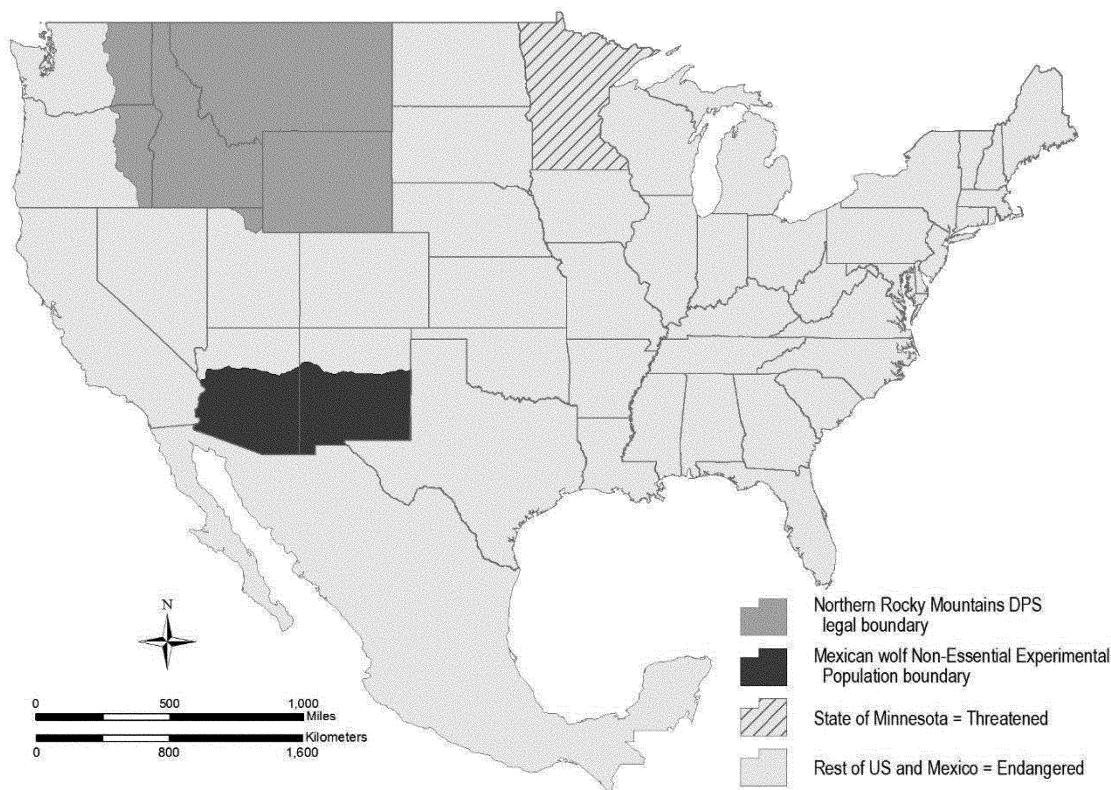 N
0 500 1,000
Miles
Kilometers
0 800 1,600
Northern Rocky Mountains DPS
legal boundary
Mexican wolf Non-Essential Experimental
Population boundary
State of Minnesota = Threatened
Rest of US and Mexico = Endangered